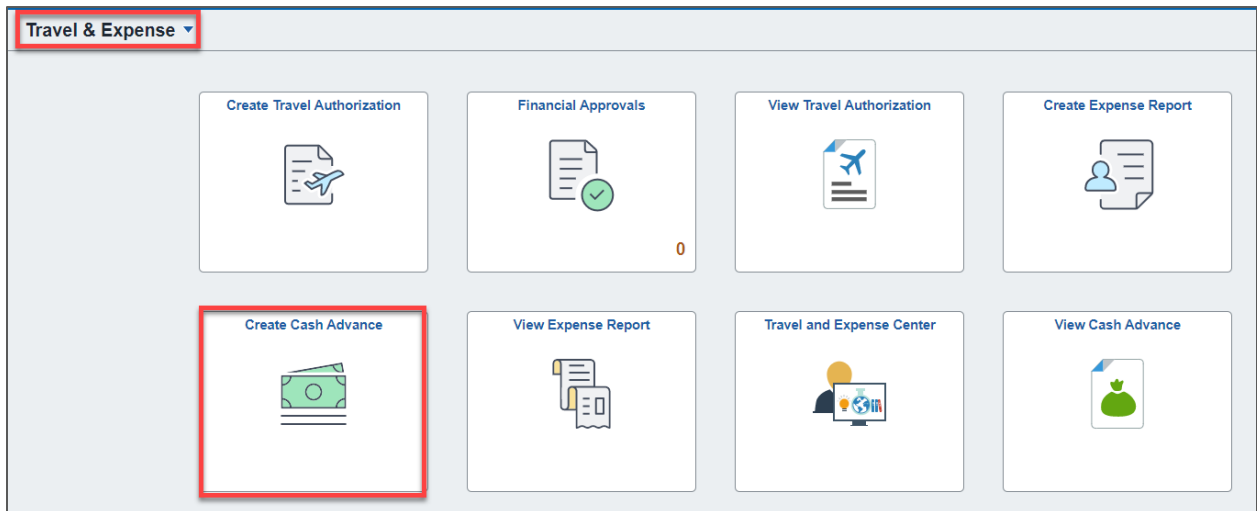 Travel & Expense
Create Travel Authorization
Financial Approvals
View Travel Authorization
Create Expense Report
0
Create Cash Advance
View Expense Report
Travel and Expense Center
View Cash Advance